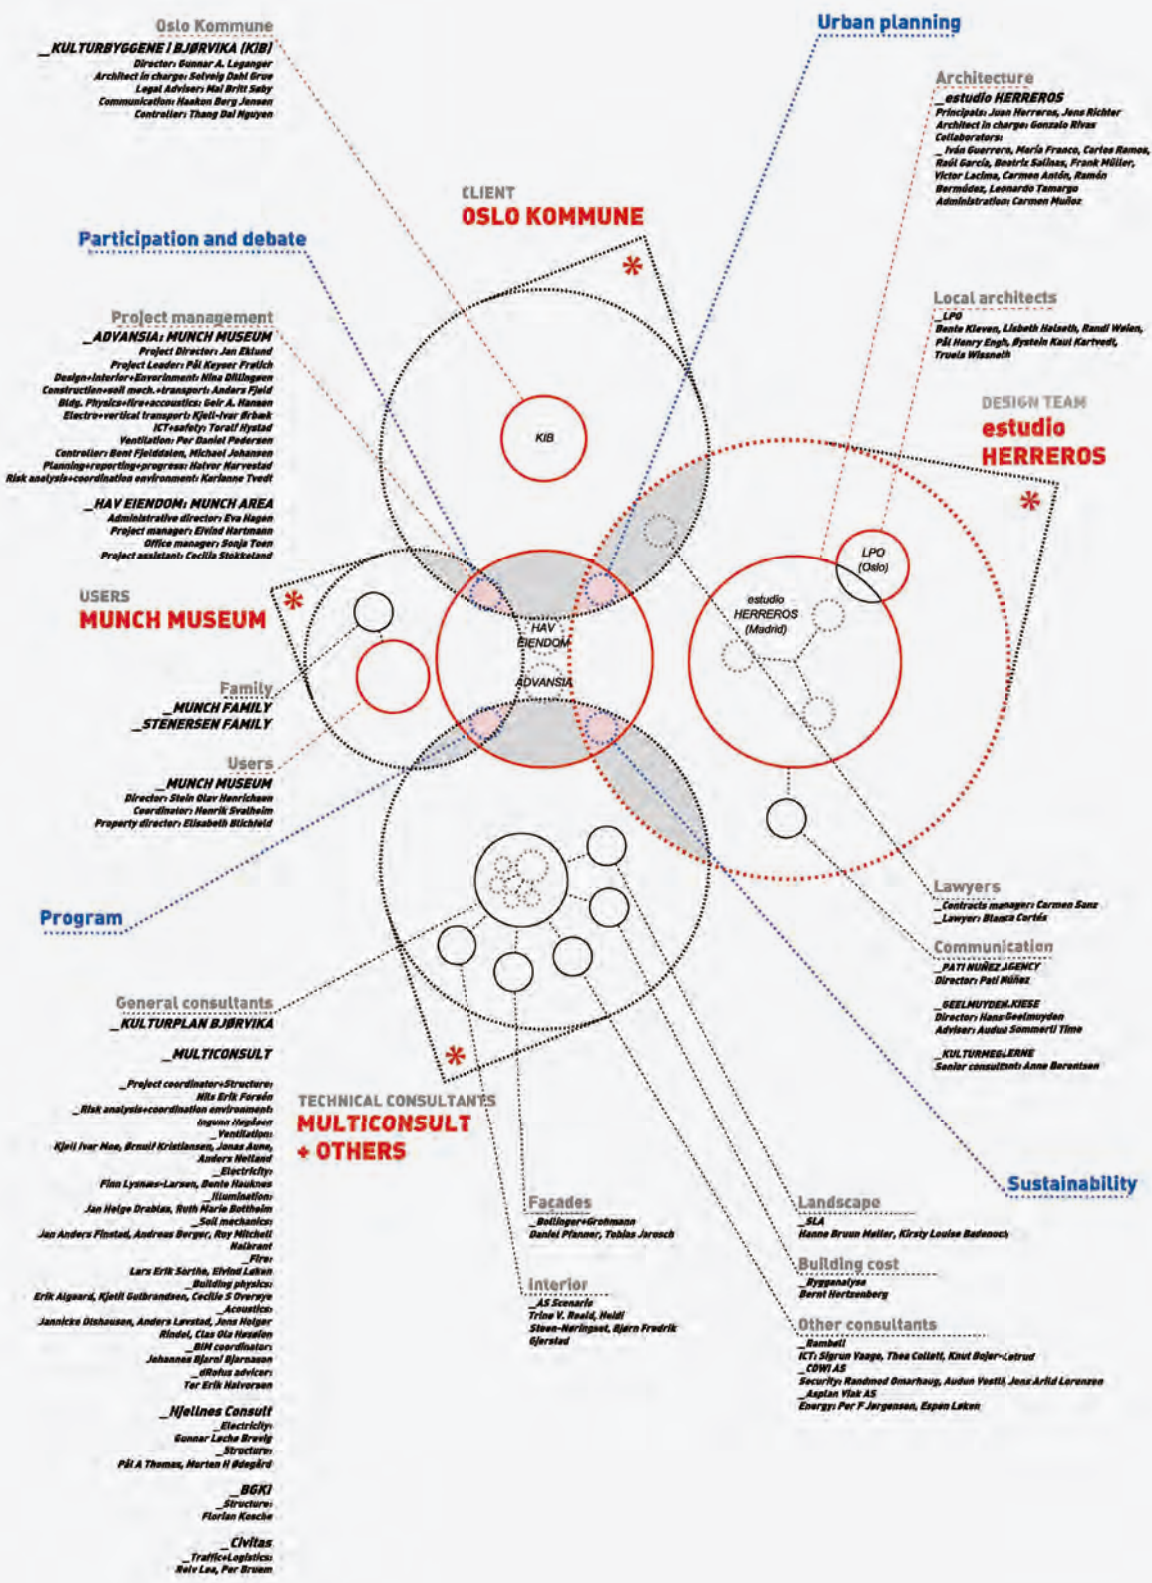 Oslo Kommune
_KULTURBYGGENE I BJØRVIKA (KIB)
Director: Gunnar A. Leganger
Architect in charge: Solveig Dahl Grue
Legal Adviser: Mai Britt Søby
Communication: Haakon Berg Jensen
Controller: Thang Dai Nguyen
Urban planning
Architecture
_estudio HERREROS
Principals: Juan Herreros, Jens Richter
Architect in charge: Gonzalo Rivas
Collaborators:
_Iván Guerrero, María Franco, Carlos Ramos,
Raúl García, Beatriz Salinas, Frank Müller,
Víctor Lacima, Carmen Antón, Ramón
Bermúdez, Leonardo Tamargo
Administration: Carmen Muñoz
CLIENT
OSLO KOMMUNE
Participation and debate
Project management
_ADVANSIA: MUNCH MUSEUM
Project Director: Jan Eklund
Project Leader: Pål Keyser Frølich
Design+interior+Envorinment: Nina Dillingøen
Construction+soil mech.+transport: Anders Fjeld
Bldg. Physics+fire+accoustics: Geir A. Hansen
Electro+vertical transport: Kjell-Ivar Ørbæk
ICT+safety: Toralf Hystad
Ventilation: Per Daniel Pedersen
Controller: Bent Fjelddalen, Michael Johansen
Planning+reporting+progress: Halvor Narvestad
Risk analysis+coordination environment: Karianne Tvedt
_HAV EIENDOM: MUNCH AREA
Administrative director: Eva Hagen
Project manager: Eivind Hartmann
Office manager: Sonja Toen
Project assistant: Cecilia Stokkeland
Local architects
_LPO
Bente Kleven, Lisbeth Halseth, Randi Wøien,
Pål Henry Engh, Øystein Kaul Kartvedt,
Truels Wissneth
DESIGN TEAM
estudio
HERREROS
*
*
KIB
LPO
(Oslo)
estudio
HERREROS
(Madrid)
HAV
EIENDOM
ADVANSIA
USERS
MUNCH MUSEUM
*
Family
_MUNCH FAMILY
_STENERSEN FAMILY
Users
_MUNCH MUSEUM
Director: Stein Olav Henrichsen
Coordinator: Henrik Svalheim
Property director: Elisabeth Blichfeld
Program
Lawyers
_Contracts manager: Carmen Sanz
_Lawyer: Blanca Cortés
Communication
_PATI NUÑEZ AGENCY
Director: Pati Núñez
_GEELMUYDEN.KIESE
Director: Hans Geelmuyden
Adviser: Audun Sommerli Time
_KULTURMEGLERNE
Senior consultant: Anne Berentsen
General consultants
_KULTURPLAN BJØRVIKA
_MULTICONSULT
_Project coordinator+Structure:
Nils Erik Forsén
_Risk analysis+coordination environment:
_Ventilation:
Kjell Ivar Moe, Ørnulf Kristiansen, Jonas Aune,
Anders Hetland
_Electricity:
Finn Lysnæs-Larsen, Bente Hauknes
_Illumination:
Jan Helge Drabløs, Ruth Marie Bottheim
_Soil mechanics:
Jan Anders Finstad, Andreas Berger, Roy Mitchell
_Fire:
Lars Erik Sorthe, Eivind Løken
_Building physics:
Erik Algaard, Kjetil Gulbrandsen, Cecilie S Oversye
_Acoustics:
Jannicke Olshausen, Anders Løvstad, Jens Holger
Rindel, Clas Ola Høsøien
_BIM coordinator:
Johannes Bjarni Bjarnason
_dRofus advicer:
Tor Erik Halvorsen
_Hjellnes Consult
_Electricity:
Gunnar Løche Brevig
_Structure:
Pål A Thomas, Morten H Ødegård
_BGKI
_Structure:
Florian Kosche
_Civitas
_Traffic+Logistics:
Rolv Lea, Per Bruem
*
TECHNICAL CONSULTANTS
MULTICONSULT
+ OTHERS
Facades
_Bollinger+Grohmann
Daniel Pfanner, Tobias Jarosch
Interior
_AS Scenario
Trine V. Roald, Heidi
Steen-Nøringset, Bjørn Fredrik
Gjerstad
Sustainability
Landscape
_SLA
Hanne Bruun Møller, Kirsty Louise Badenoch
Building cost
_Bygganalyse
Bernt Hertzenberg
Other consultants
_Rambøll
ICT: Sigrun Vaage, Thea Collett, Knut Bojer-Løtrud
_COWI AS
Security: Randmod Omarhaug, Audun Vestli, Jens Arild Lorenzen
_Asplan Viak AS
Energy: Per F Jørgensen, Espen Løken